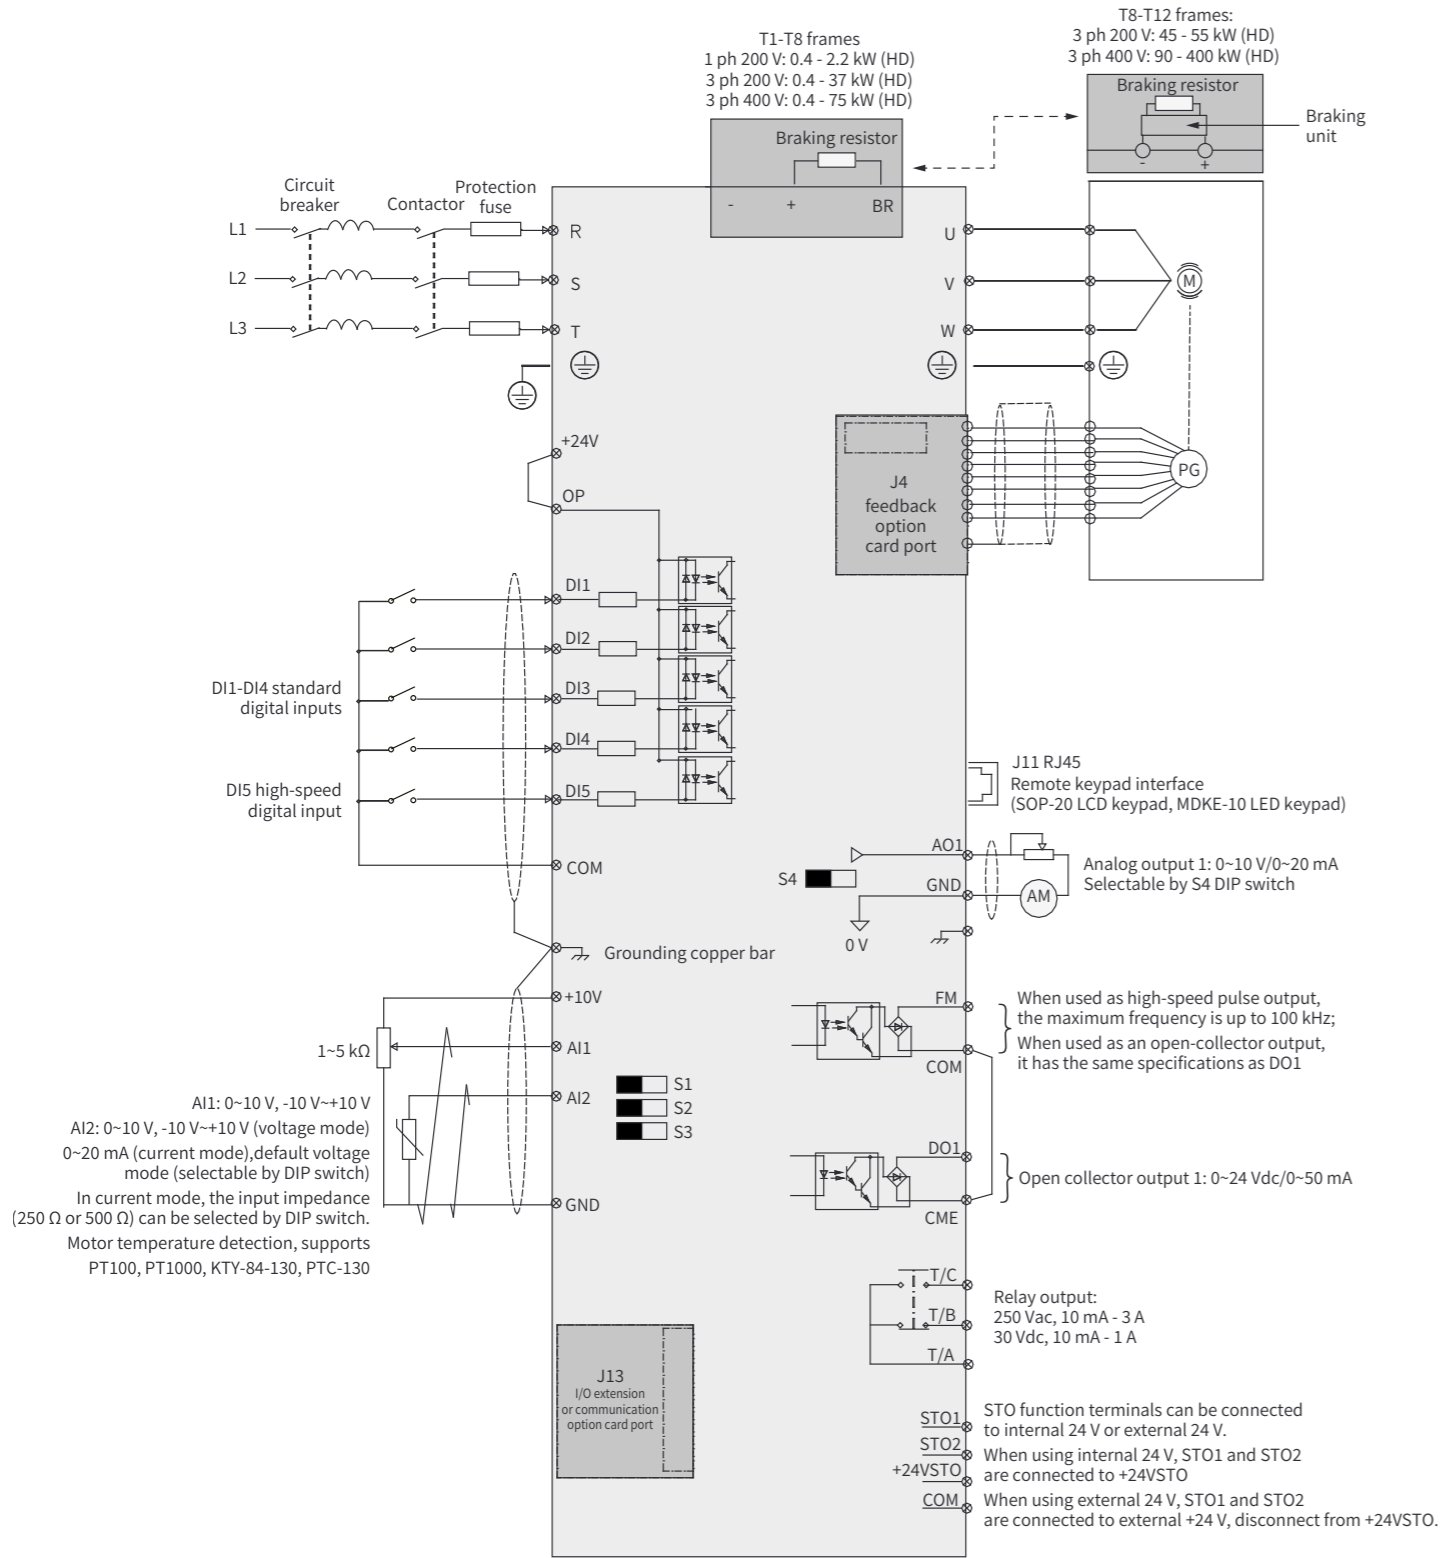 T8-T12 frames:
3 ph 200 V: 45 - 55 kW (HD)
3 ph 400 V: 90 - 400 kW (HD)
T1-T8 frames
1 ph 200 V: 0.4 - 2.2 kW (HD)
3 ph 200 V: 0.4 - 37 kW (HD)
3 ph 400 V: 0.4 - 75 kW (HD)
Braking resistor
- +
Braking
unit
Braking resistor
- + BR
Circuit
breaker
Contactor
Protection
fuse
L1
R
L2
S
L3
T
U
V
W
M
+24V
OP
J4
feedback
option
card port
PG
DI1
DI2
DI3
DI4
DI5
DI1-DI4 standard
digital inputs
DI5 high-speed
digital input
COM
J11 RJ45
Remote keypad interface
(SOP-20 LCD keypad, MDKE-10 LED keypad)
AO1
S4
GND
0 V
AM
Analog output 1: 0~10 V/0~20 mA
Selectable by S4 DIP switch
Grounding copper bar
+10V
1~5 kΩ
AI1
AI2
S1
S2
S3
AI1: 0~10 V, -10 V~+10 V
AI2: 0~10 V, -10 V~+10 V (voltage mode)
0~20 mA (current mode),default voltage
mode (selectable by DIP switch)
In current mode, the input impedance
(250 Ω or 500 Ω) can be selected by DIP switch.
Motor temperature detection, supports
PT100, PT1000, KTY-84-130, PTC-130
GND
FM
COM
When used as high-speed pulse output,
the maximum frequency is up to 100 kHz;
When used as an open-collector output,
it has the same specifications as DO1
DO1
CME
Open collector output 1: 0~24 Vdc/0~50 mA
T/C
T/B
T/A
Relay output:
250 Vac, 10 mA - 3 A
30 Vdc, 10 mA - 1 A
J13
I/O extension
or communication
option card port
STO1
STO2
+24VSTO
COM
STO function terminals can be connected
to internal 24 V or external 24 V.
When using internal 24 V, STO1 and STO2
are connected to +24VSTO
When using external 24 V, STO1 and STO2
are connected to external +24 V, disconnect from +24VSTO.